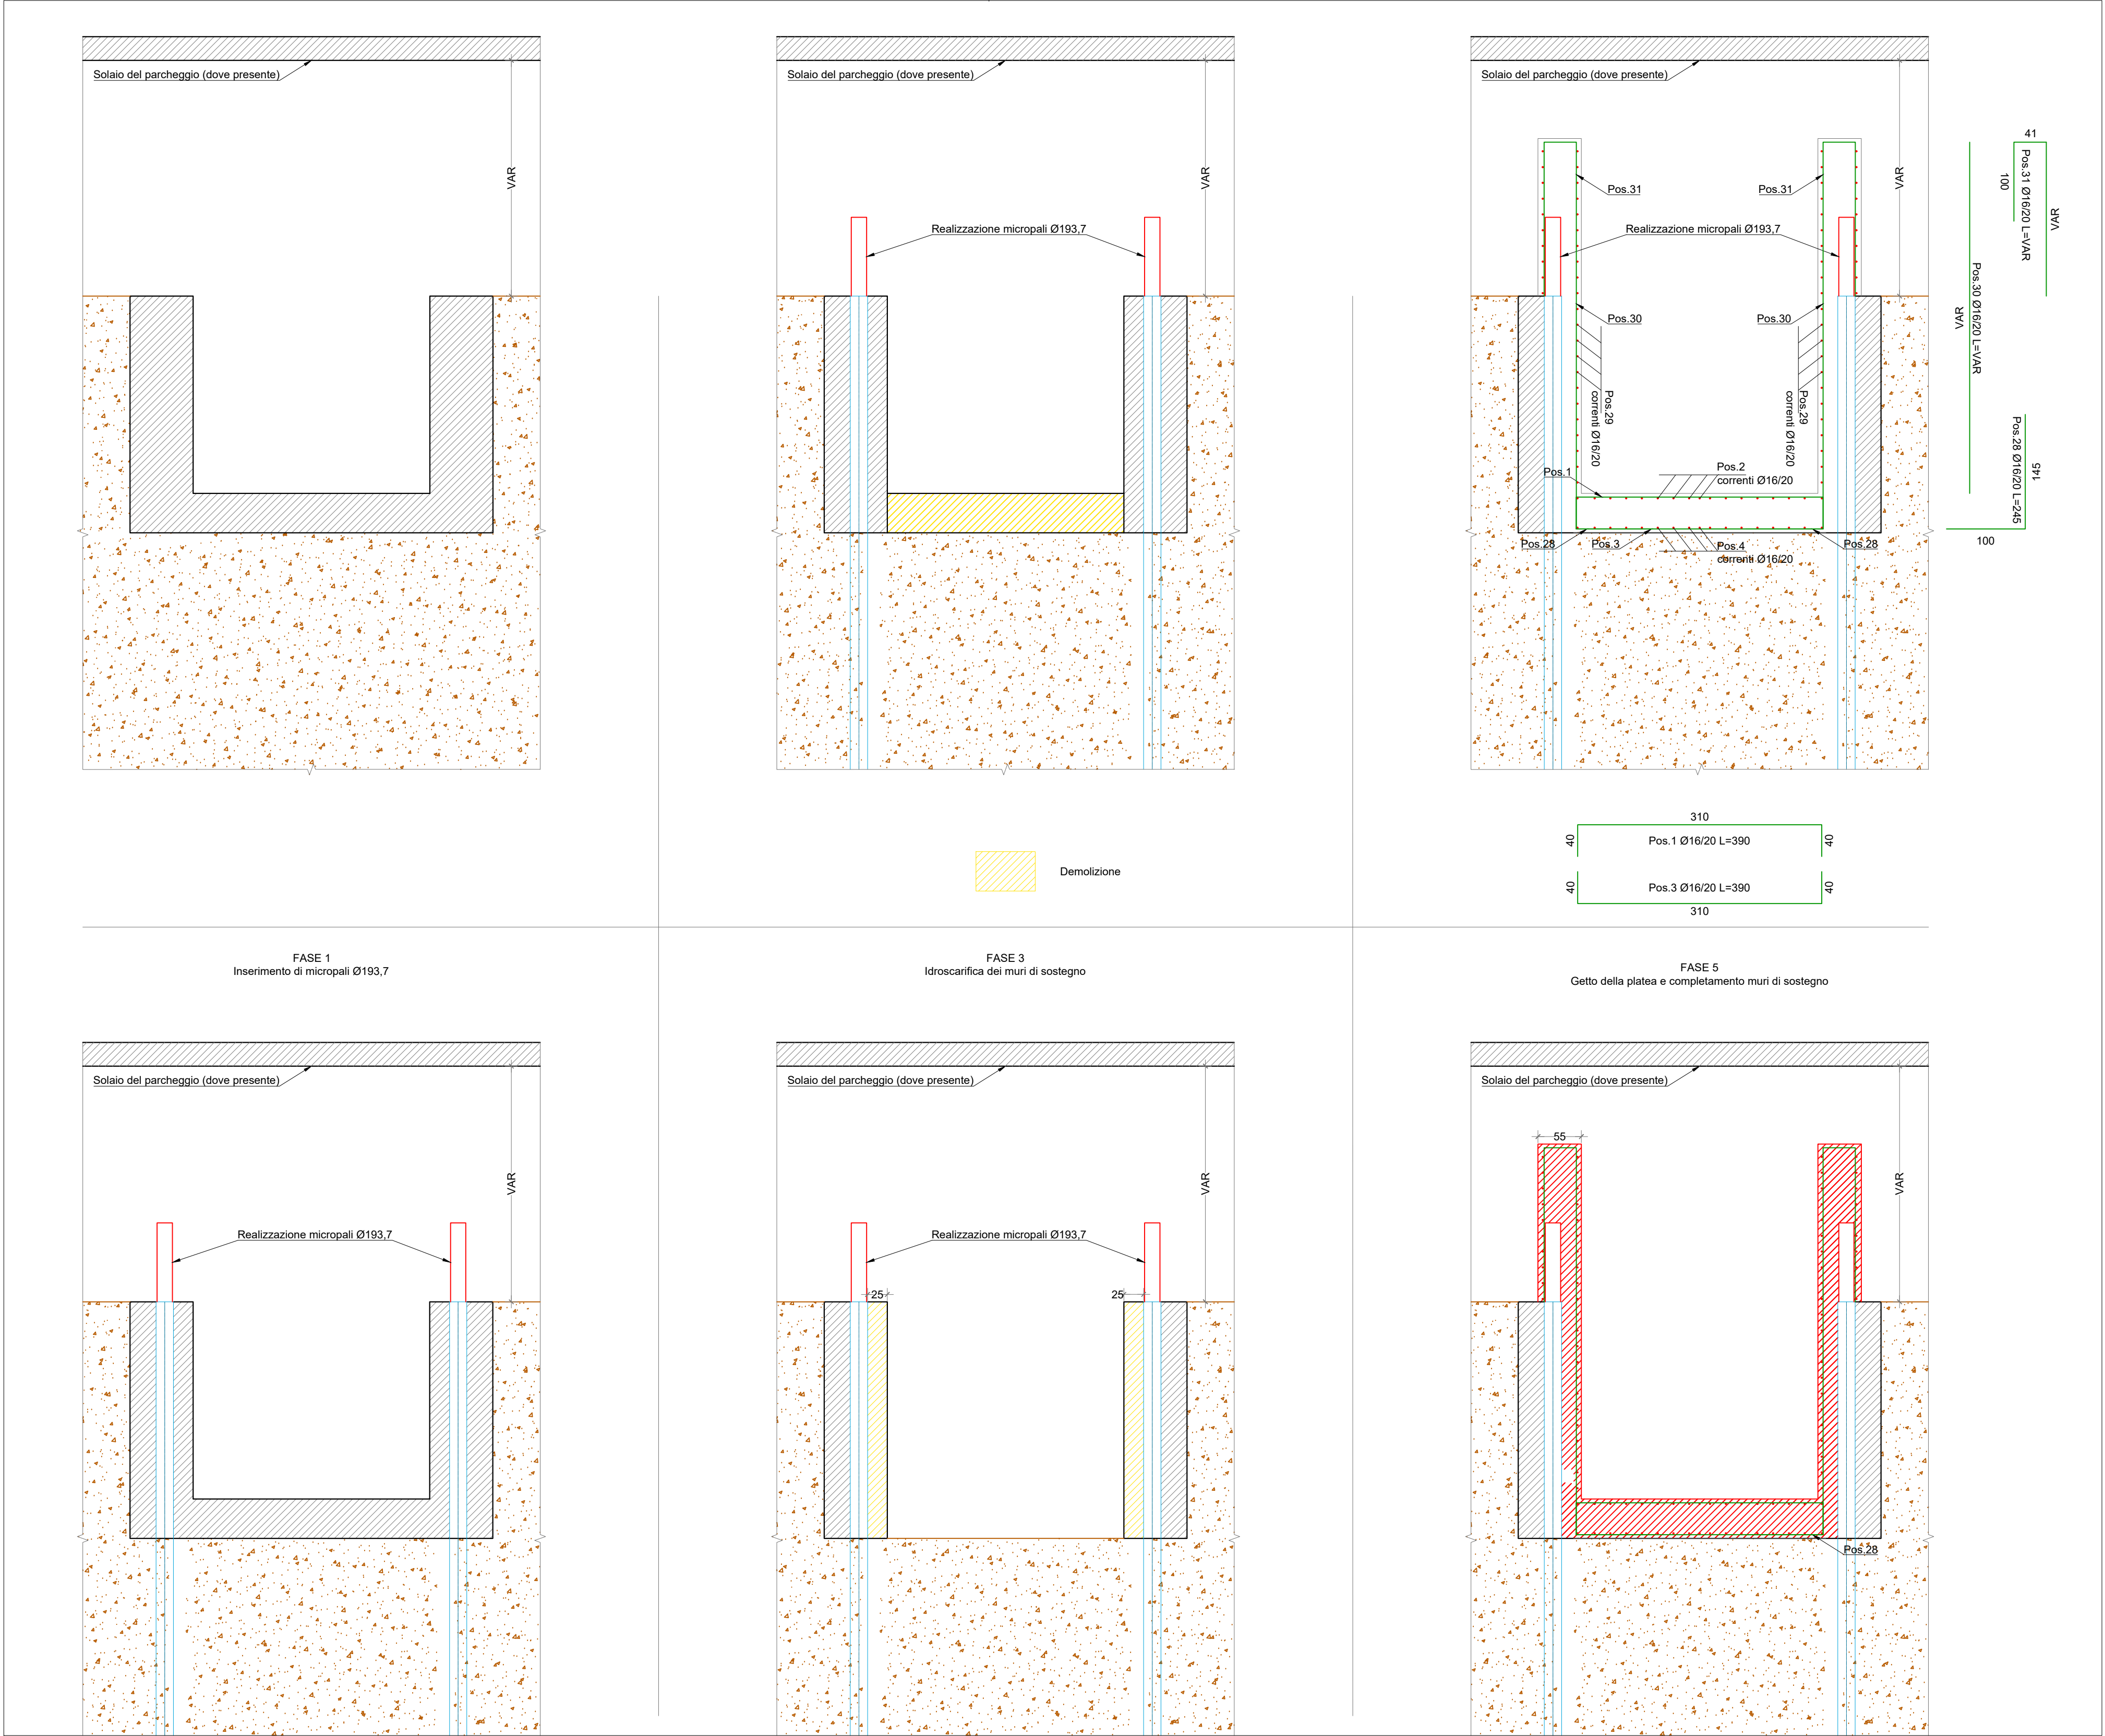 Solaio del parcheggio (dove presente)
VAR
Solaio del parcheggio (dove presente)
VAR
Realizzazione micropali Ø193,7
Demolizione
Solaio del parcheggio (dove presente)
VAR
Pos.31
Pos.31
Realizzazione micropali Ø193,7
Pos.30
Pos.30
Pos.29
correnti Ø16/20
Pos.29
correnti Ø16/20
Pos.1
Pos.2
correnti Ø16/20
Pos.28
Pos.3
Pos.4
correnti Ø16/20
Pos.28
41
100
Pos.31 Ø16/20 L=VAR
VAR
VAR
Pos.30 Ø16/20 L=VAR
Pos.28 Ø16/20 L=245
145
100
310
40
Pos.1 Ø16/20 L=390
40
40
Pos.3 Ø16/20 L=390
40
310
FASE 1
Inserimento di micropali Ø193,7
FASE 3
Idroscarifica dei muri di sostegno
FASE 5
Getto della platea e completamento muri di sostegno
Solaio del parcheggio (dove presente)
VAR
Realizzazione micropali Ø193,7
Solaio del parcheggio (dove presente)
VAR
Realizzazione micropali Ø193,7
25
25
Solaio del parcheggio (dove presente)
55
VAR
Pos.28